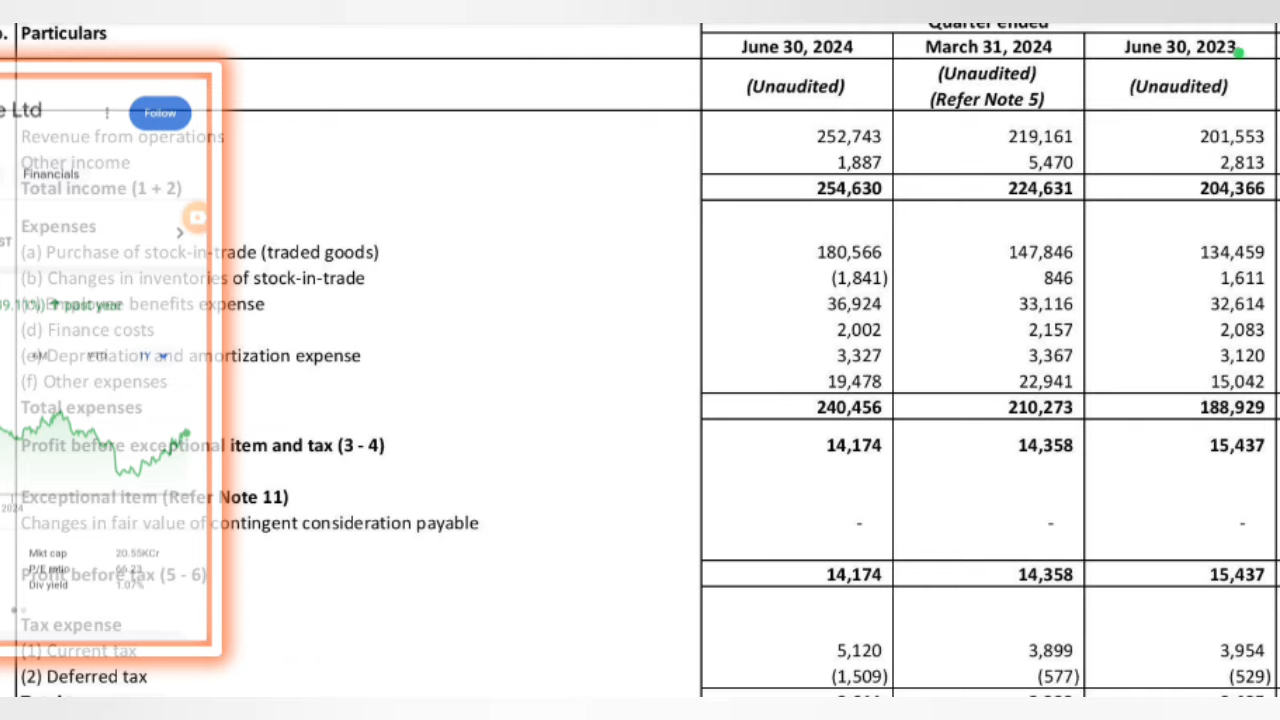 Quarter ended
. Particulars June 30, 2024 March 31, 2024 June 30, 2023
(Unaudited) (Unaudited) (Refer Note 5) (Unaudited)
e Ltd Follow
Revenue from operations 252,743 219,161 201,553
Other income 1,887 5,470 2,813
Financials
Total income (1 + 2) 254,630 224,631 204,366
Expenses
ST
(a) Purchase of stock-in-trade (traded goods) 180,566 147,846 134,459
(b) Changes in inventories of stock-in-trade (1,841) 846 1,611
benefits expense 36,924 33,116 32,614
past year
(d) Finance costs 2,002 2,157 2,083
(e) Depreciation and amortization expense 3,327 3,367 3,120
1Y
(f) Other expenses 19,478 22,941 15,042
Total expenses 240,456 210,273 188,929
Profit before exceptional item and tax (3 - 4) 14,174 14,358 15,437
Exceptional item (Refer Note 11)
2024
Changes in fair value of contingent consideration payable - - -
Mkt cap 20.55KCr
P/E ratio
Profit before tax (5 - 6) 14,174 14,358 15,437
Div yield 1.07%
Tax expense
(1) Current tax 5,120 3,899 3,954
(2) Deferred tax (1,509) (577) (529)